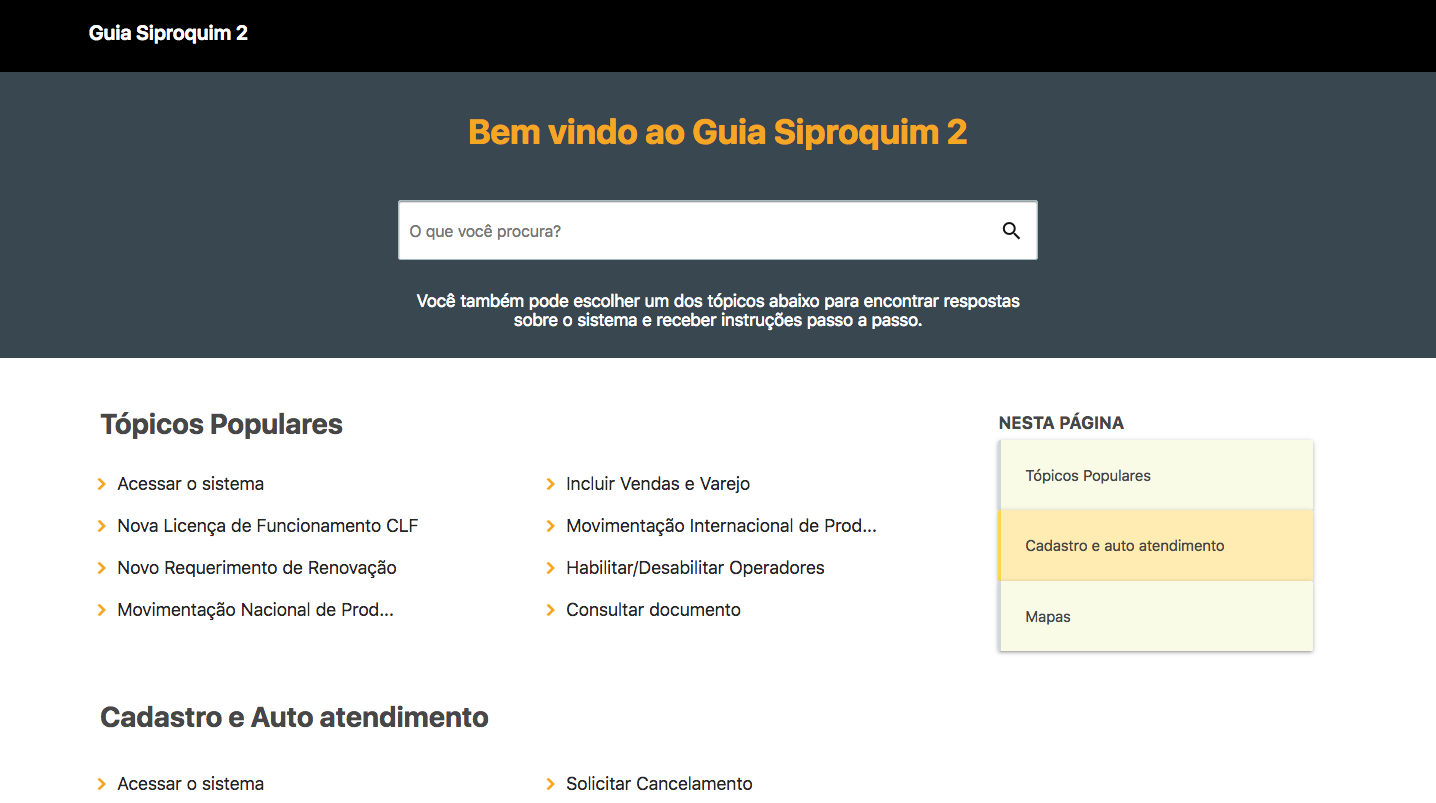 Guia Siproquim 2
Bem vindo ao Guia Siproquim 2
O que você procura?
Você também pode escolher um dos tópicos abaixo para encontrar respostas
sobre o sistema e receber instruções passo a passo.
Tópicos Populares
Acessar o sistema
Nova Licença de Funcionamento CLF
Novo Requerimento de Renovação
Movimentação Nacional de Prod...
Incluir Vendas e Varejo
Movimentação Internacional de Prod...
Habilitar/Desabilitar Operadores
Consultar documento
NESTA PÁGINA
Tópicos Populares
Cadastro e auto atendimento
Mapas
Cadastro e Auto atendimento
Acessar o sistema
Solicitar Cancelamento